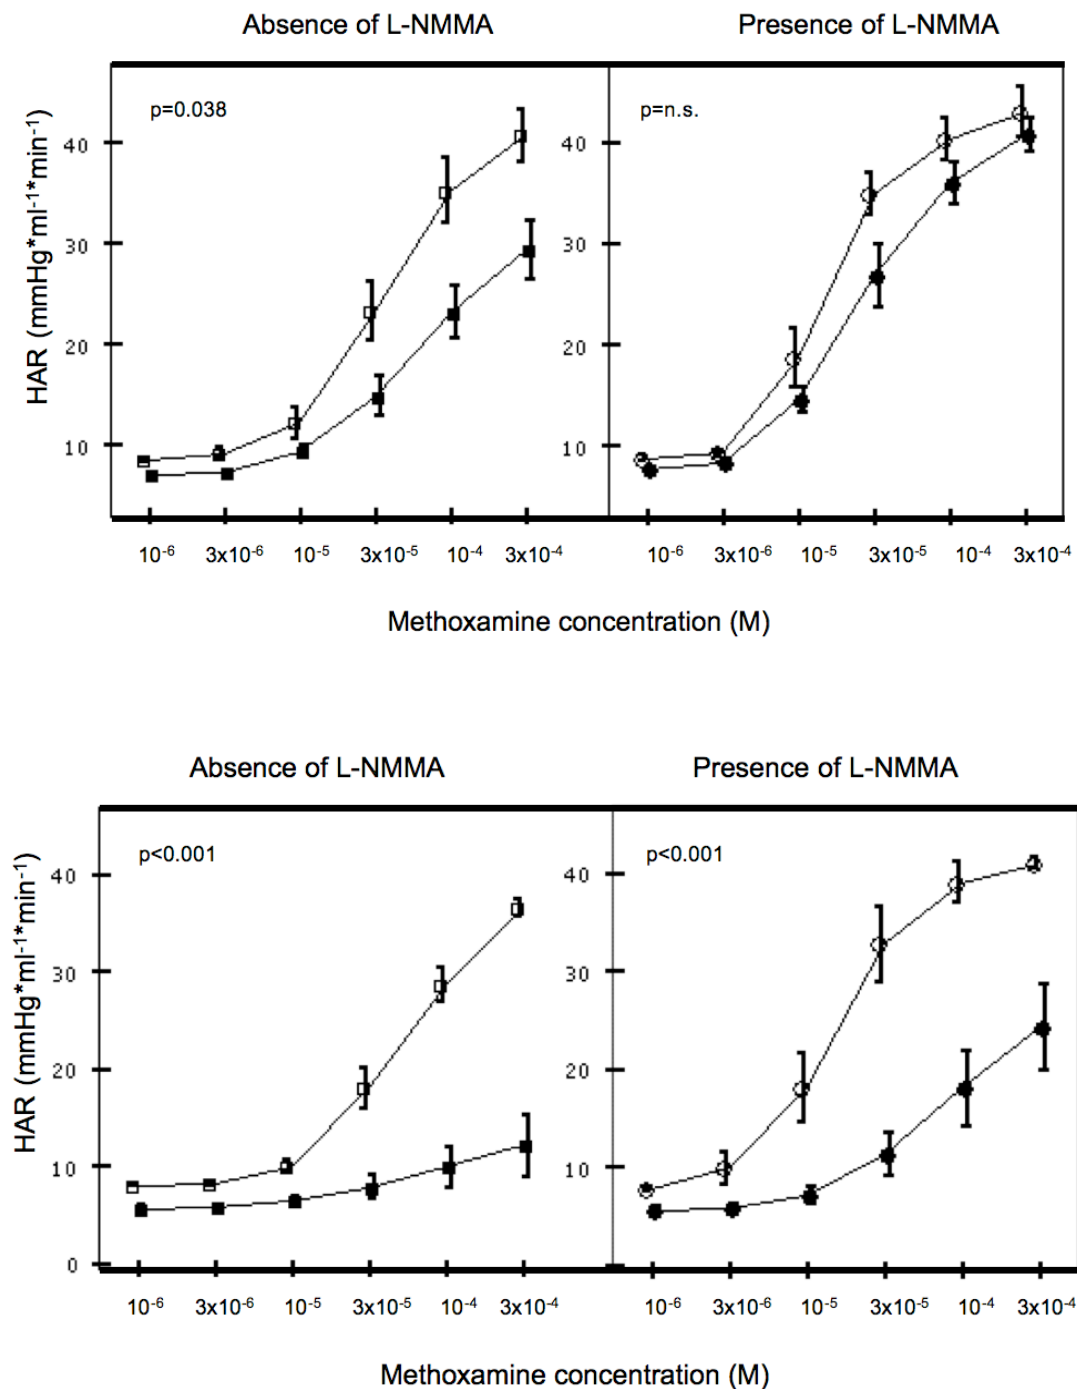 Absence of L-NMMA Presence of L-NMMA
p=0.038 p=n.s.
40 40
30 30
20 20
10 10
HAR (mmHg*ml-1*min-1)
10-6 3x10-6 10-5 3x10-5 10-4 3x10-4 10-6 3x10-6 10-5 3x10-5 10-4 3x10-4
Methoxamine concentration (M)
Absence of L-NMMA Presence of L-NMMA
p<0.001 p<0.001
40 40
30 30
20 20
10 10
0
HAR (mmHg*ml-1*min-1)
10-6 3x10-6 10-5 3x10-5 10-4 3x10-4 10-6 3x10-6 10-5 3x10-5 10-4 3x10-4
Methoxamine concentration (M)